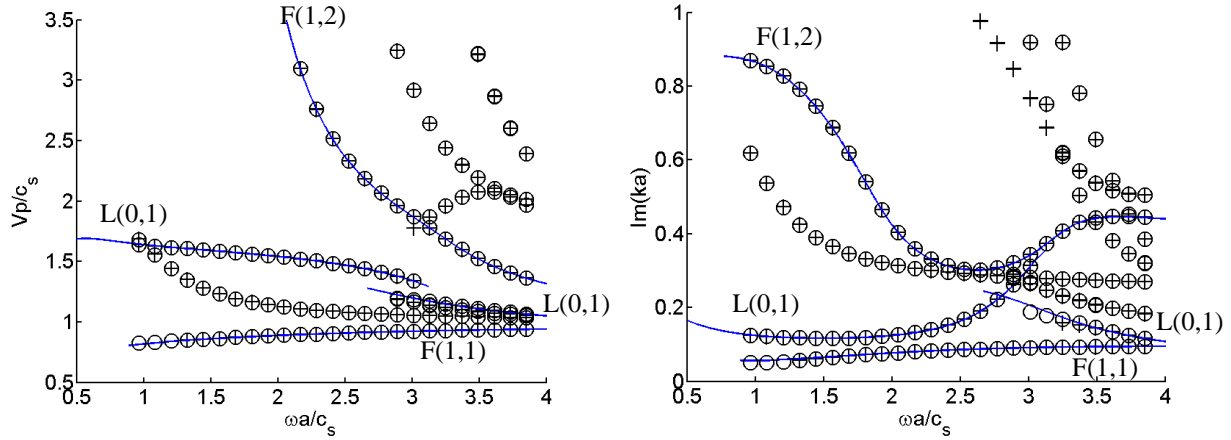 F(1,2)
3.5
3
2.5
2
1.5
1
0.5
Vp/cs
L(0,1)
L(0,1)
F(1,1)
0.5 1 1.5 2 2.5 3 3.5 4
ωa/cs
1
0.8
0.6
0.4
0.2
0
Im(ka)
F(1,2)
L(0,1)
L(0,1)
F(1,1)
0.5 1 1.5 2 2.5 3 3.5 4
ωa/cs